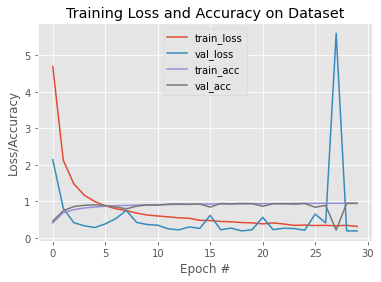 Training Loss and Accuracy on Dataset
train_loss
val_loss
train_acc
val_acc
Loss/Accuracy
5
4
3
2
1
0
0 5 10 15 20 25 30
Epoch #